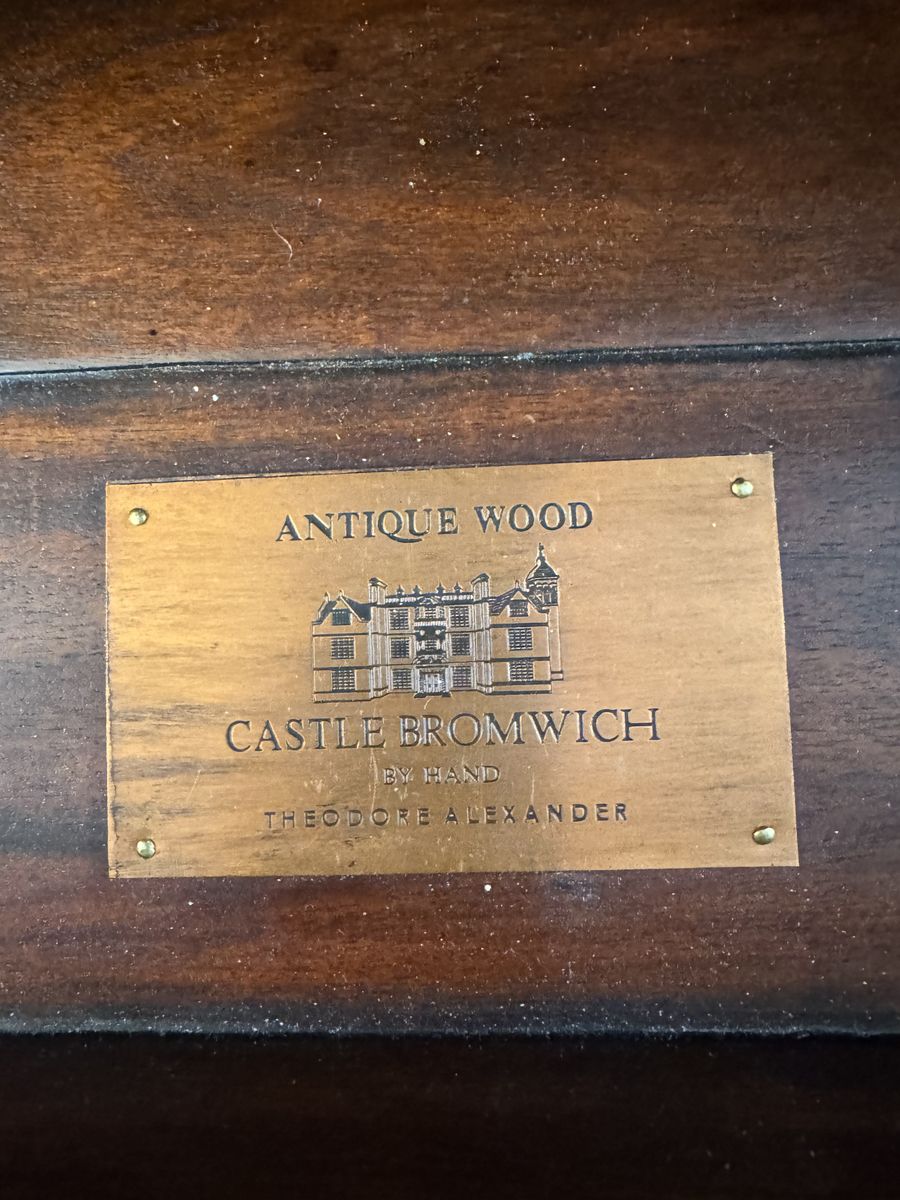 ANTIQUE WOOD
CASTLE BROMWICH
BY HAND
THEODORE ALEXANDER